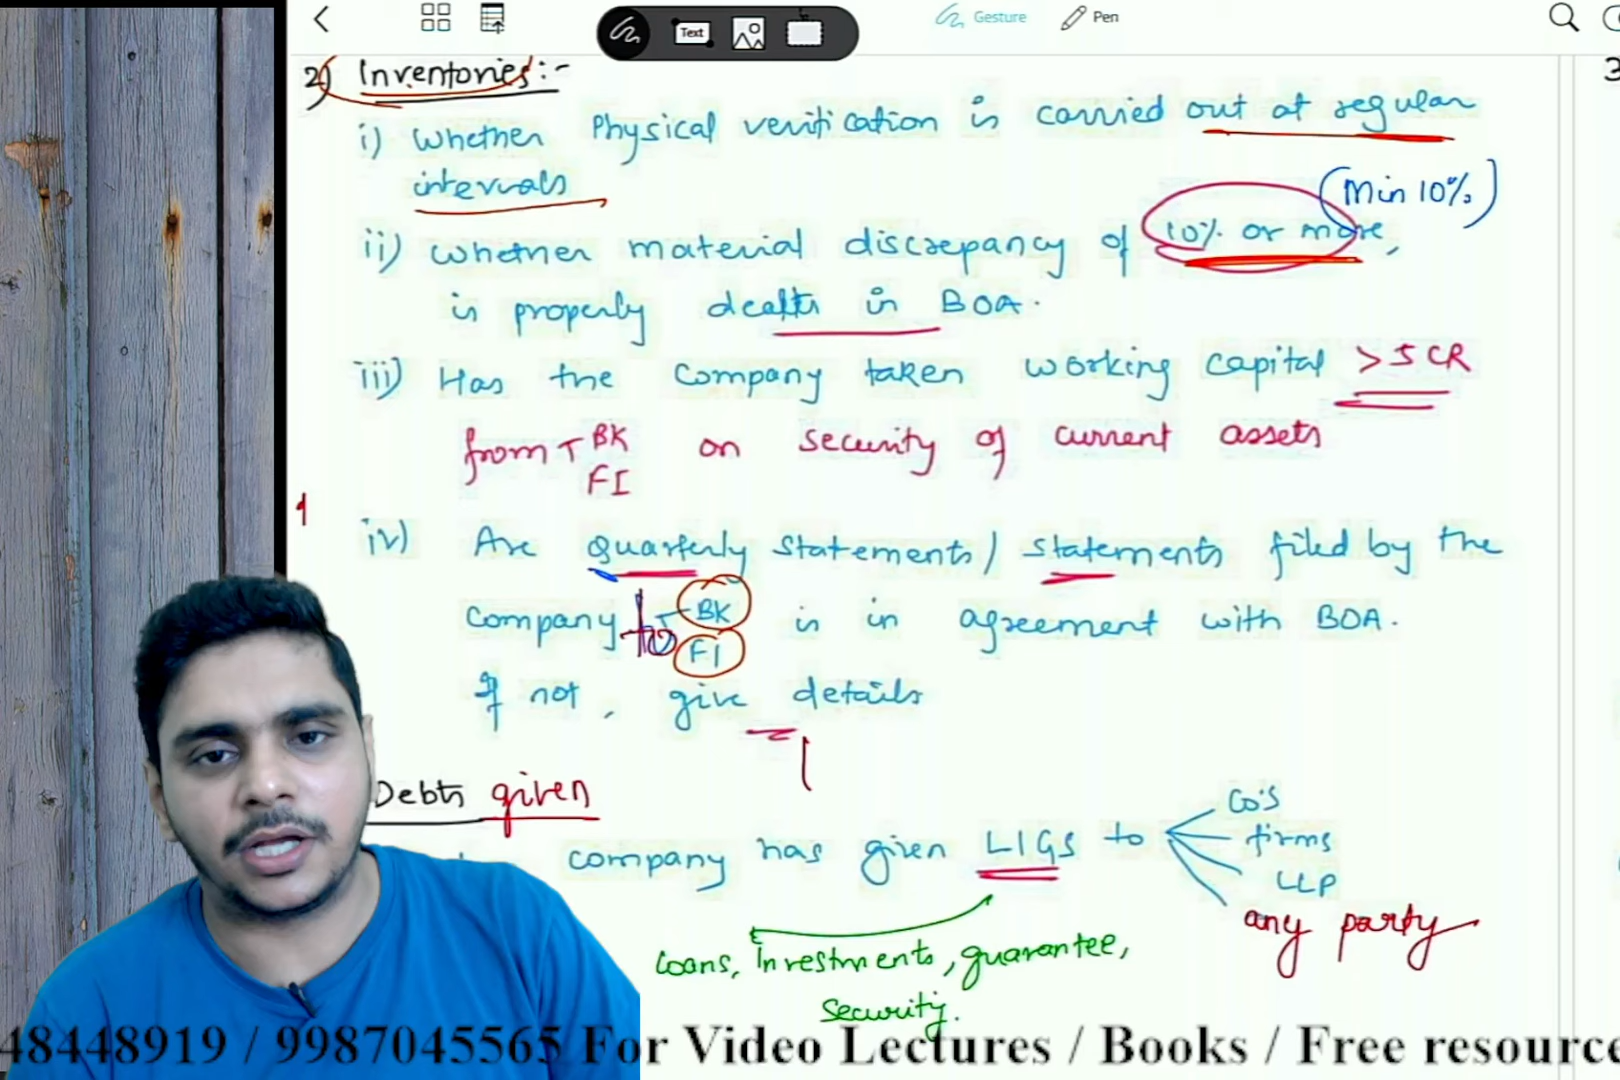 Text
Gesture
Pen
2) Inventories:-
i) Whether Physical verification is carried out at regular
intervals
(Min 10%)
ii) Whether material discrepancy of 10% or more,
is properly dealts in BOA.
iii) Has the company taken working capital > 5 CR
from BK on security of current assets
FI
iv) Are Quarterly statements/ statements filed by the
company to BK is in agreement with BOA.
FI
If not, give details
Debts given
company has given LIGS to
Co's
firms
LLP
any party
Loans, Investments, guarantee,
security.
48448919 / 9987045565 For Video Lectures / Books / Free resource
3